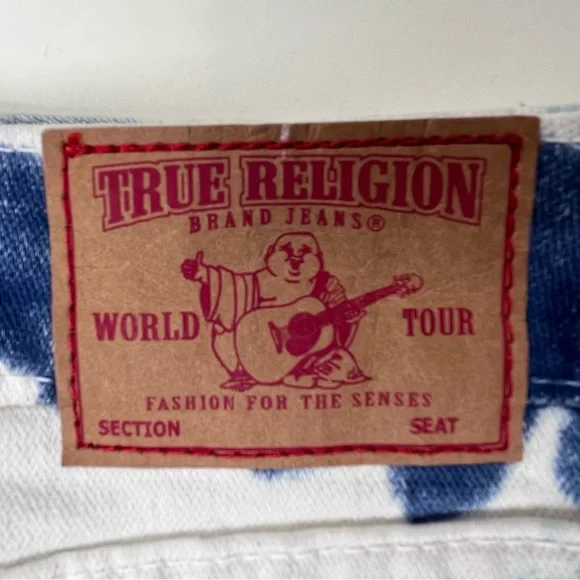 TRUE RELIGION
BRAND JEANS®
WORLD TOUR
FASHION FOR THE SENSES
SECTION SEAT